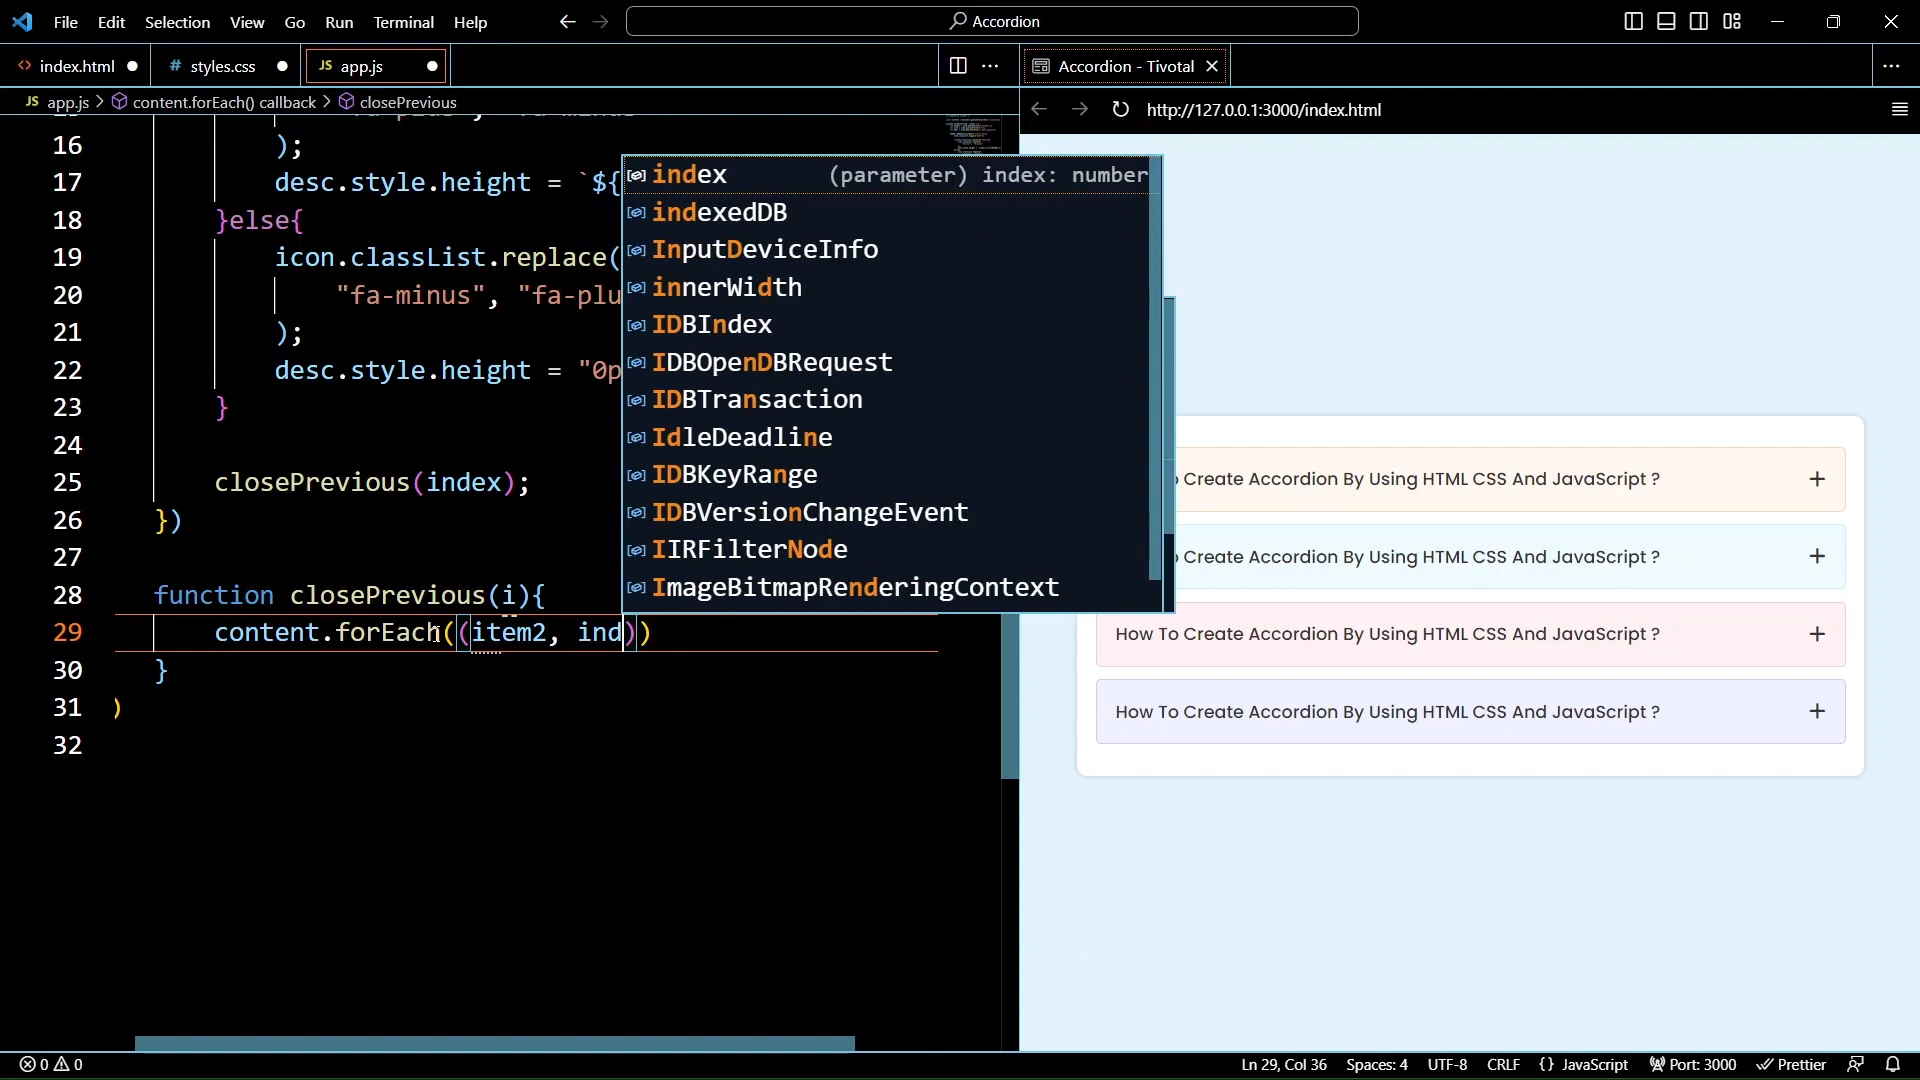 File Edit Selection View Go Run Terminal Help
Accordion
index.html
# styles.css
JS app.js
Accordion - Tivotal
JS app.js > content.forEach() callback > closePrevious
http://127.0.0.1:3000/index.html
16 );
17 desc.style.height = `${
18 }else{
19 icon.classList.replace(
20 "fa-minus", "fa-plu
21 );
22 desc.style.height = "0p
23 }
24
25 closePrevious(index);
26 })
27
28 function closePrevious(i){
29 content.forEach((item2, ind))
30 }
31 )
32
index (parameter) index: number
indexedDB
InputDeviceInfo
innerWidth
IDBIndex
IDBOpenDBRequest
IDBTransaction
IdleDeadline
IDBKeyRange
IDBVersionChangeEvent
IIRFilterNode
ImageBitmapRenderingContext
Create Accordion By Using HTML CSS And JavaScript ? +
Create Accordion By Using HTML CSS And JavaScript ? +
How To Create Accordion By Using HTML CSS And JavaScript ? +
How To Create Accordion By Using HTML CSS And JavaScript ? +
0 0 Ln 29, Col 36 Spaces: 4 UTF-8 CRLF {} JavaScript Port: 3000 Prettier